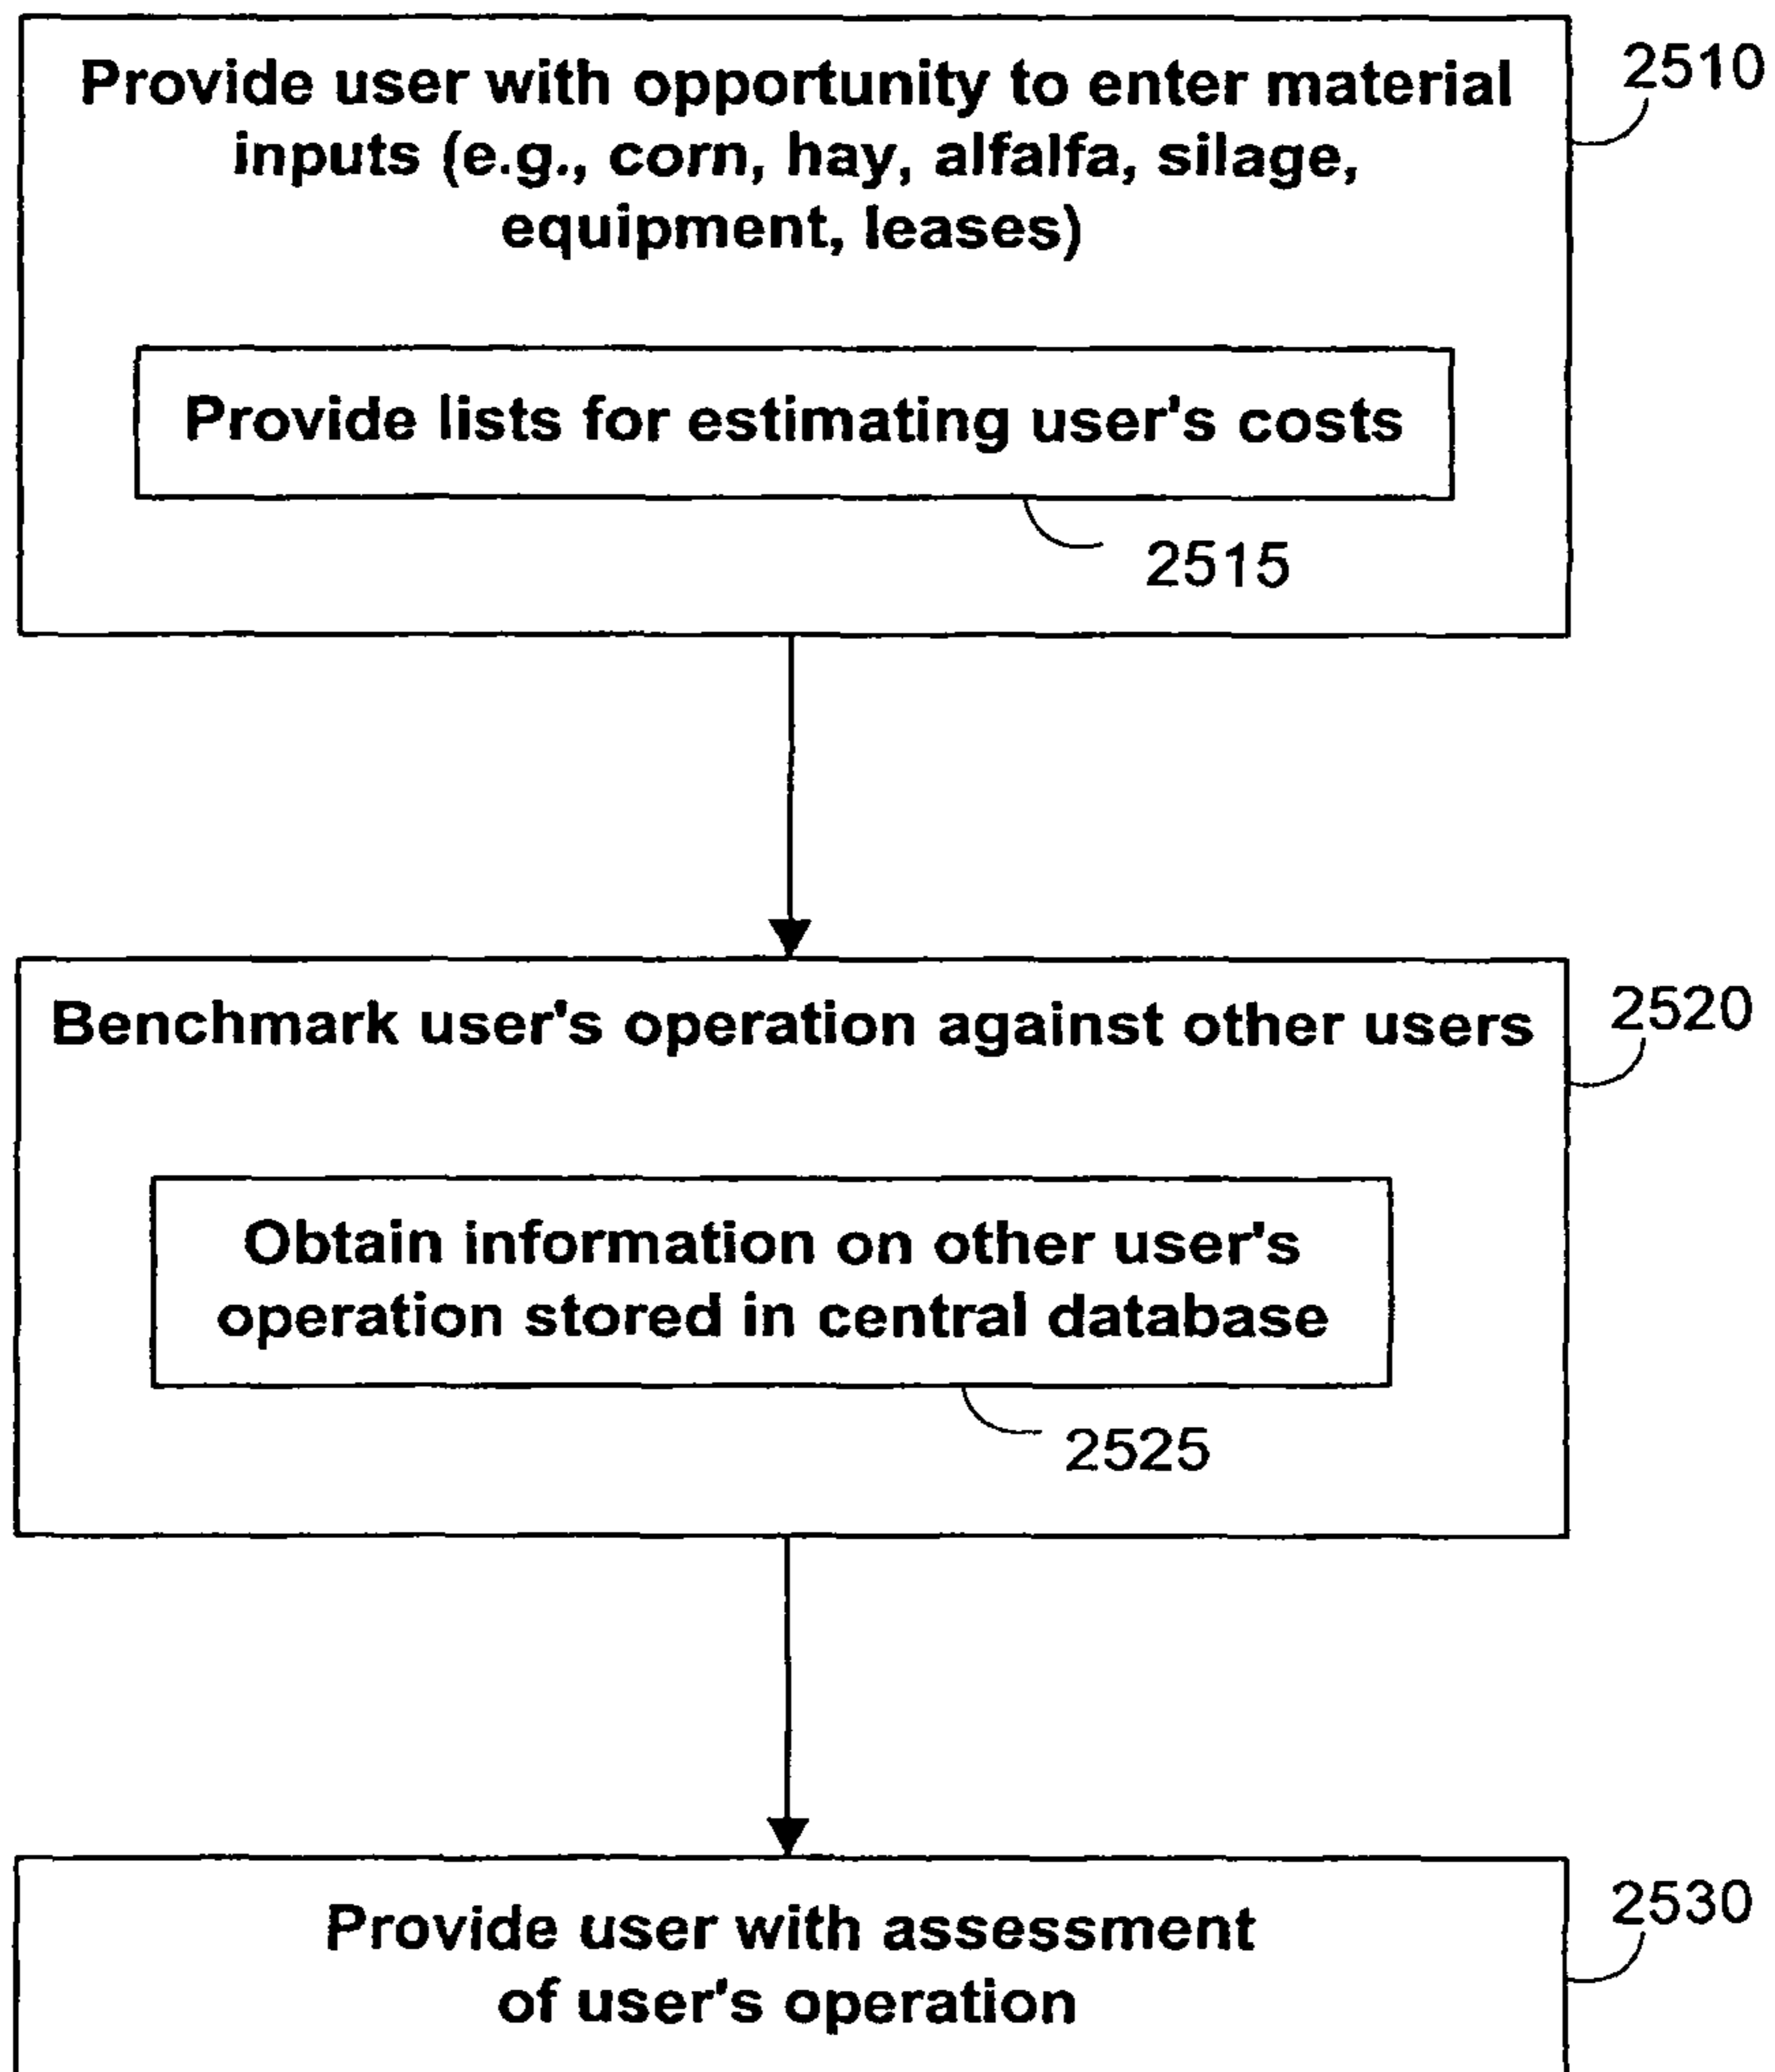 Provide user with opportunity to enter material
inputs (e.g., corn, hay, alfalfa, silage,
equipment, leases)
2510
Provide lists for estimating user's costs
2515
Benchmark user's operation against other users
2520
Obtain information on other user's
operation stored in central database
2525
Provide user with assessment
of user's operation
2530